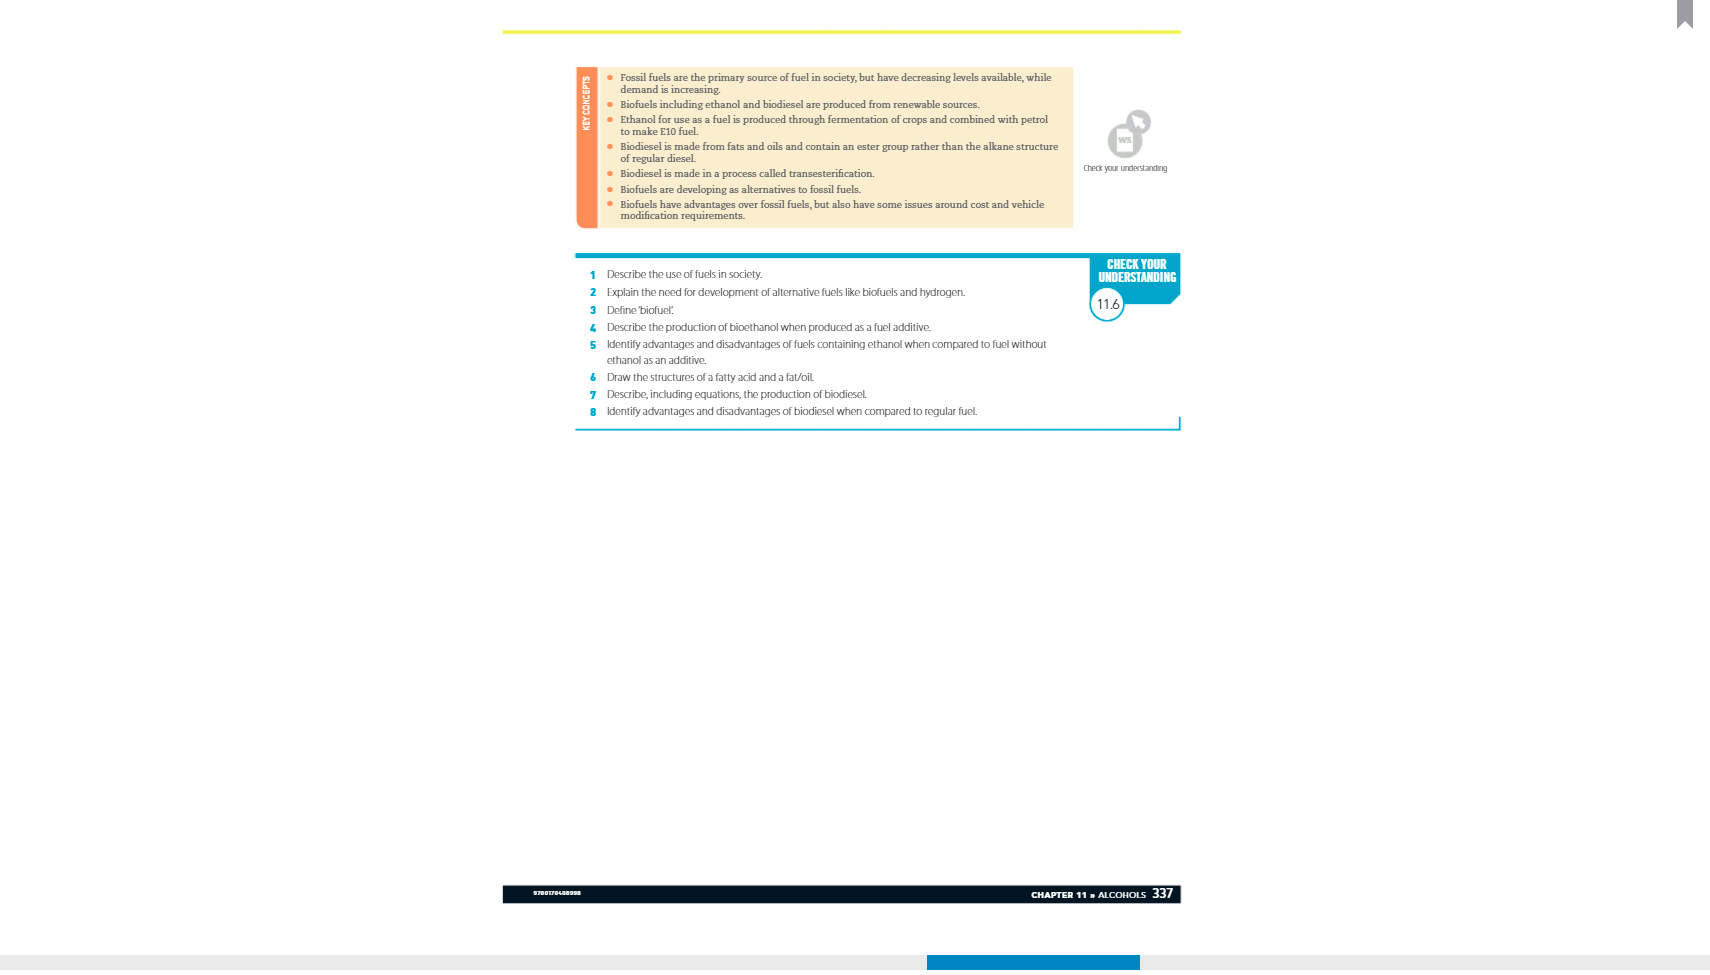 KEY CONCEPTS
● Fossil fuels are the primary source of fuel in society, but have decreasing levels available, while
demand is increasing.
● Biofuels including ethanol and biodiesel are produced from renewable sources.
● Ethanol for use as a fuel is produced through fermentation of crops and combined with petrol
to make E10 fuel.
● Biodiesel is made from fats and oils and contain an ester group rather than the alkane structure
of regular diesel.
● Biodiesel is made in a process called transesterification.
● Biofuels are developing as alternatives to fossil fuels.
● Biofuels have advantages over fossil fuels, but also have some issues around cost and vehicle
modification requirements.
WS
Check your understanding
CHECK YOUR
UNDERSTANDING
11.6
1 Describe the use of fuels in society.
2 Explain the need for development of alternative fuels like biofuels and hydrogen.
3 Define 'biofuel'.
4 Describe the production of bioethanol when produced as a fuel additive.
5 Identify advantages and disadvantages of fuels containing ethanol when compared to fuel without
ethanol as an additive.
6 Draw the structures of a fatty acid and a fat/oil.
7 Describe, including equations, the production of biodiesel.
8 Identify advantages and disadvantages of biodiesel when compared to regular fuel.
CHAPTER 11 » ALCOHOLS 337